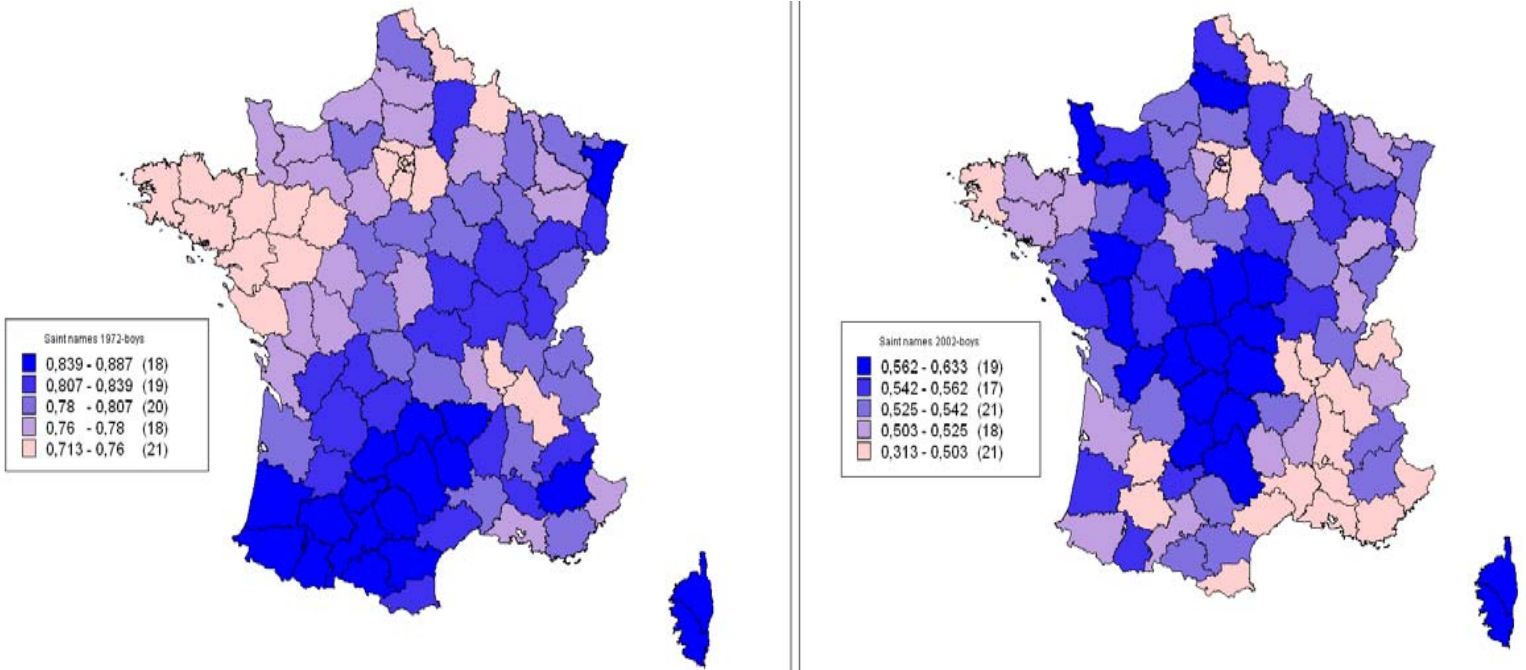 Saint names 1972-boys
0,839 - 0,887 (18)
0,807 - 0,839 (19)
0,78 - 0,807 (20)
0,76 - 0,78 (18)
0,713 - 0,76 (21)
Saint names 2002-boys
0,562 - 0,633 (19)
0,542 - 0,562 (17)
0,525 - 0,542 (21)
0,503 - 0,525 (18)
0,313 - 0,503 (21)